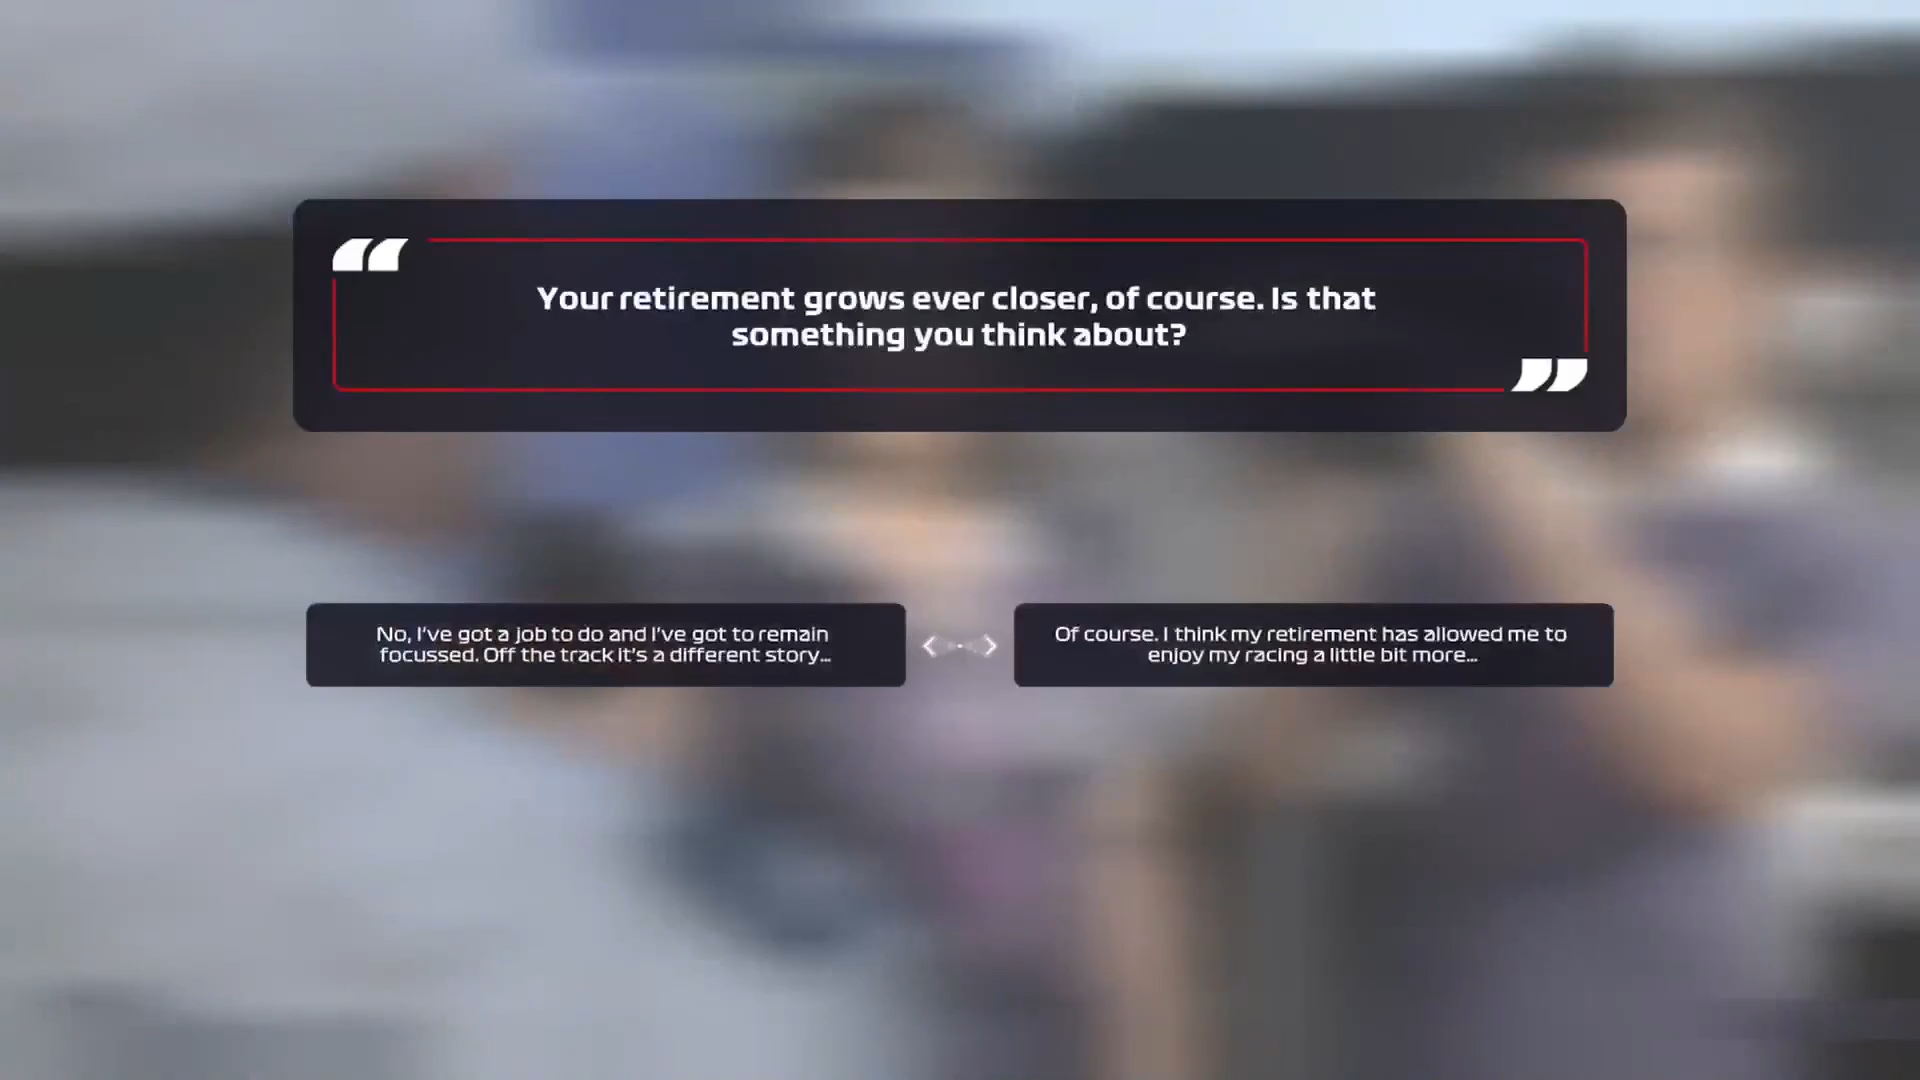 Your retirement grows ever closer, of course. Is that
something you think about?
No, I've got a job to do and I've got to remain
focussed. Off the track it's a different story...
Of course. I think my retirement has allowed me to
enjoy my racing a little bit more...